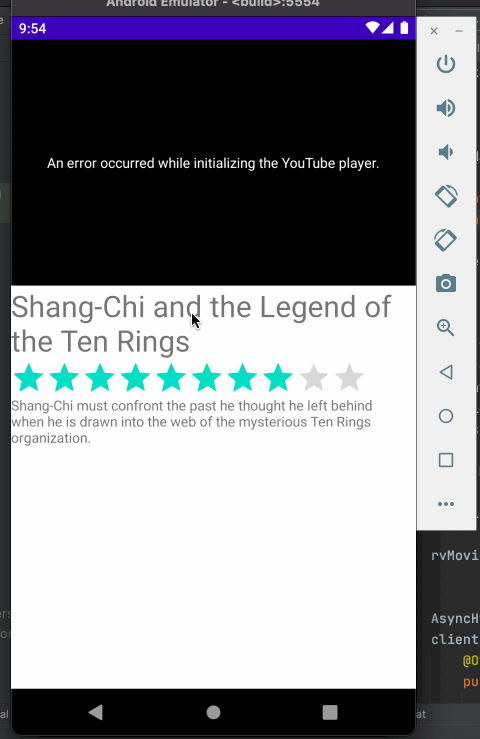 Android Emulator - <build>:5554
9:54
An error occurred while initializing the YouTube player.
Shang-Chi and the Legend of
the Ten Rings
Shang-Chi must confront the past he thought he left behind
when he is drawn into the web of the mysterious Ten Rings
organization.
rvMovi
AsyncH
client
@O
pu